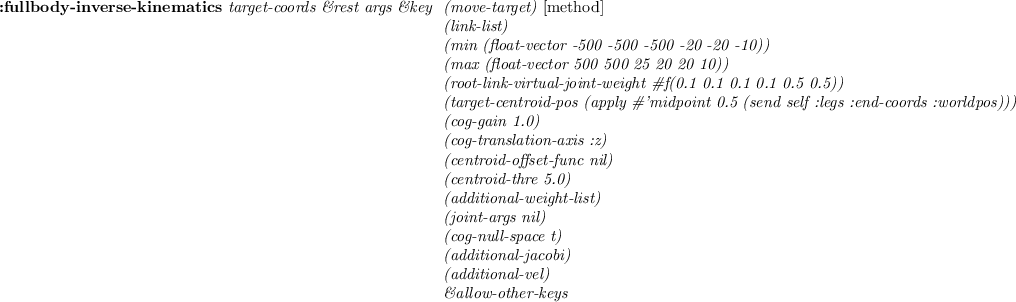 :fullbody-inverse-kinematics target-coords &rest args &key (move-target) [method]
(link-list)
(min (float-vector -500 -500 -500 -20 -20 -10))
(max (float-vector 500 500 25 20 20 10))
(root-link-virtual-joint-weight #f(0.1 0.1 0.1 0.1 0.5 0.5))
(target-centroid-pos (apply #'midpoint 0.5 (send self :legs :end-coords :worldpos)))
(cog-gain 1.0)
(cog-translation-axis :z)
(centroid-offset-func nil)
(centroid-thre 5.0)
(additional-weight-list)
(joint-args nil)
(cog-null-space t)
(additional-jacobi)
(additional-vel)
&allow-other-keys